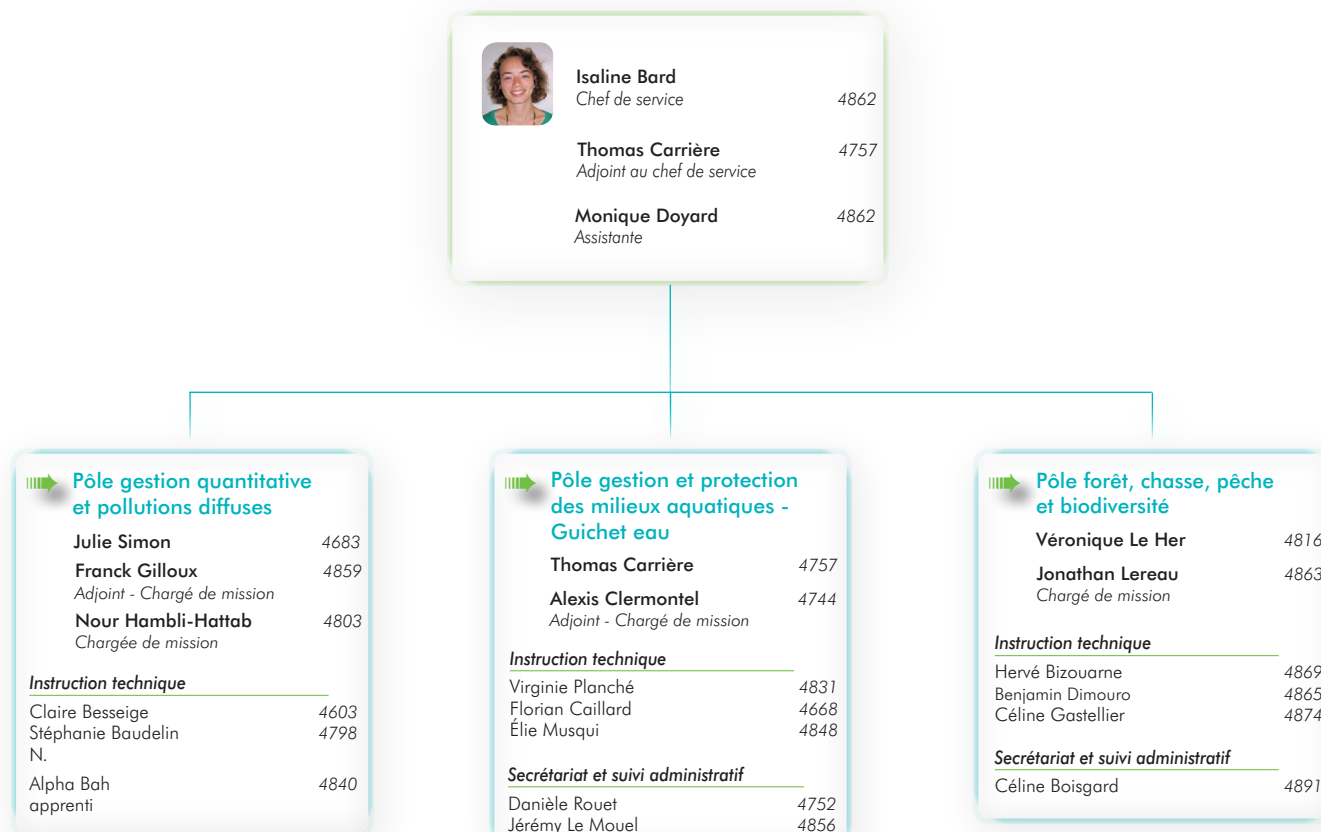 Isaline Bard
Chef de service 4862
Thomas Carrière 4757
Adjoint au chef de service
Monique Doyard 4862
Assistante
Pôle gestion quantitative
et pollutions diffuses
Julie Simon 4683
Franck Gilloux 4859
Adjoint - Chargé de mission
Nour Hambli-Hattab 4803
Chargée de mission
Instruction technique
Claire Besseige 4603
Stéphanie Baudelin 4798
N.
Alpha Bah 4840
apprenti
Pôle gestion et protection
des milieux aquatiques -
Guichet eau
Thomas Carrière 4757
Alexis Clermontel 4744
Adjoint - Chargé de mission
Instruction technique
Virginie Planché 4831
Florian Caillard 4668
Élie Musqui 4848
Secrétariat et suivi administratif
Danièle Rouet 4752
Jérémy Le Mouel 4856
Pôle forêt, chasse, pêche
et biodiversité
Véronique Le Her 4816
Jonathan Lereau 4863
Chargé de mission
Instruction technique
Hervé Bizouarne 4869
Benjamin Dimouro 4865
Céline Gastellier 4874
Secrétariat et suivi administratif
Céline Boisgard 4891